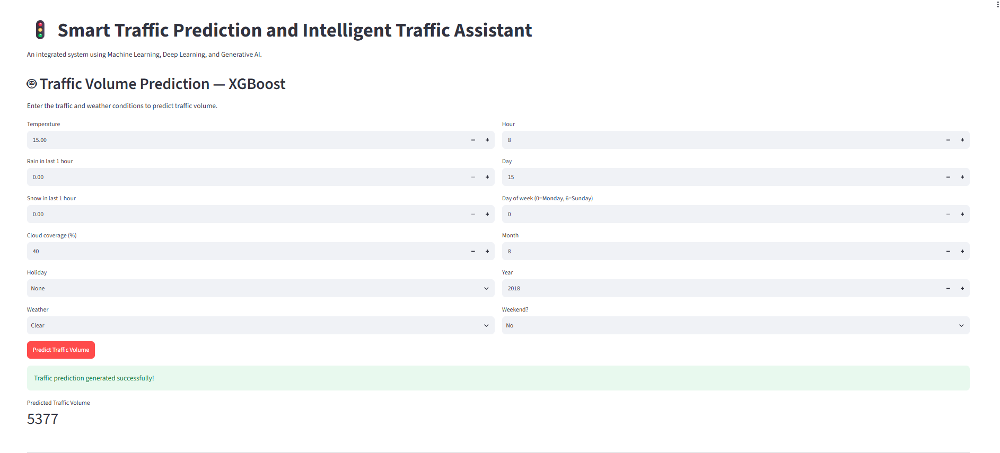 Smart Traffic Prediction and Intelligent Traffic Assistant
An integrated system using Machine Learning, Deep Learning, and Generative AI.
Traffic Volume Prediction — XGBoost
Enter the traffic and weather conditions to predict traffic volume.
Temperature
15.00
Rain in last 1 hour
0.00
Snow in last 1 hour
0.00
Cloud coverage (%)
40
Holiday
None
Weather
Clear
Hour
8
Day
15
Day of week (0=Monday, 6=Sunday)
0
Month
8
Year
2018
Weekend?
No
Predict Traffic Volume
Traffic prediction generated successfully!
Predicted Traffic Volume
5377